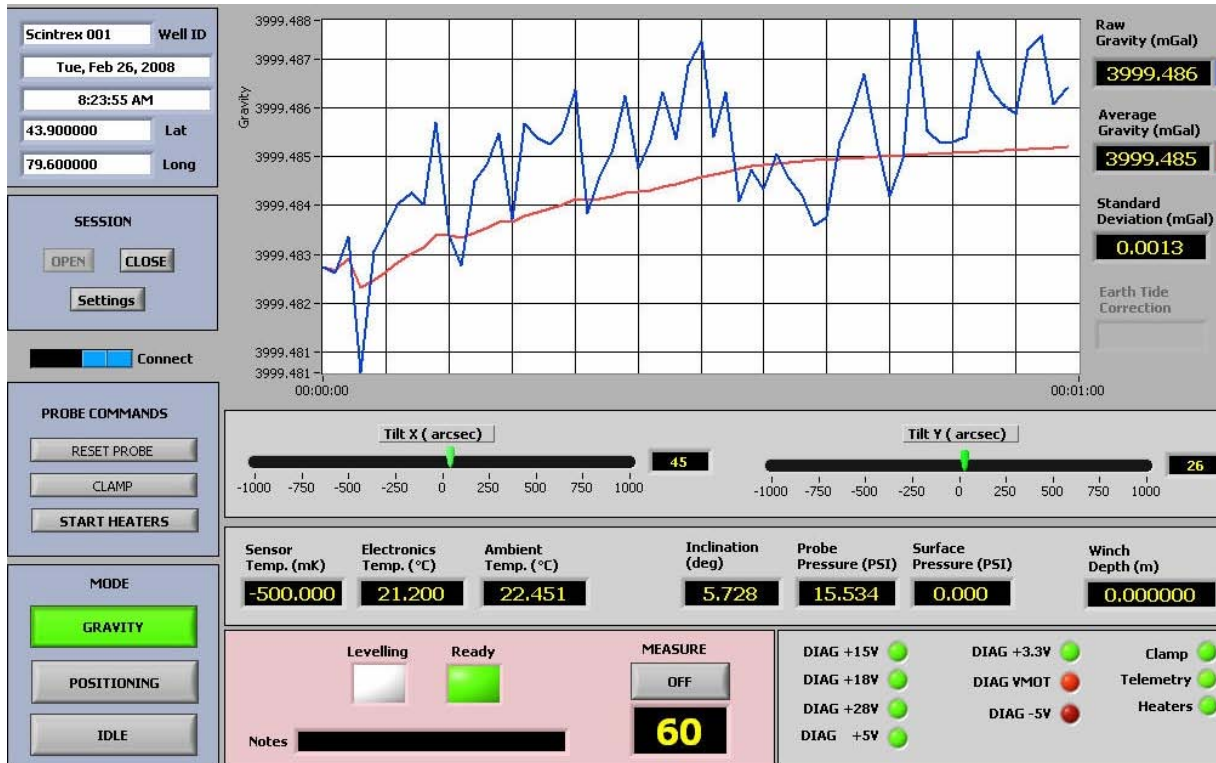 Scintrex 001 Well ID
Tue, Feb 26, 2008
8:23:55 AM
43.900000 Lat
79.600000 Long
SESSION
OPEN CLOSE
Settings
Connect
PROBE COMMANDS
RESET PROBE
CLAMP
START HEATERS
MODE
GRAVITY
POSITIONING
IDLE
Gravity
3999.488
3999.487
3999.486
3999.485
3999.484
3999.483
3999.482
3999.481
3999.481
00:00:00 00:01:00
Raw
Gravity (mGal)
3999.486
Average
Gravity (mGal)
3999.485
Standard
Deviation (mGal)
0.0013
Earth Tide
Correction
Tilt X ( arcsec)
45
-1000 -750 -500 -250 0 250 500 750 1000
Tilt Y ( arcsec)
26
-1000 -750 -500 -250 0 250 500 750 1000
Sensor
Temp. (mK)
-500.000
Electronics
Temp. (°C)
21.200
Ambient
Temp. (°C)
22.451
Inclination
(deg)
5.728
Probe
Pressure (PSI)
15.534
Surface
Pressure (PSI)
0.000
Winch
Depth (m)
0.000000
Levelling Ready
MEASURE
OFF
60
Notes
DIAG +15V
DIAG +18V
DIAG +28V
DIAG +5V
DIAG +3.3V
DIAG VMOT
DIAG -5V
Clamp
Telemetry
Heaters